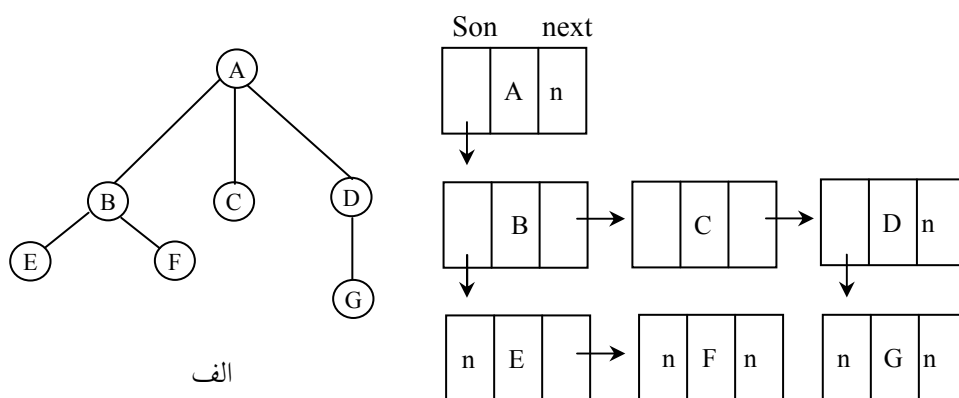 Son next
A
A n
B C D
B C D n
E F
G
n E n F n n G n
الف